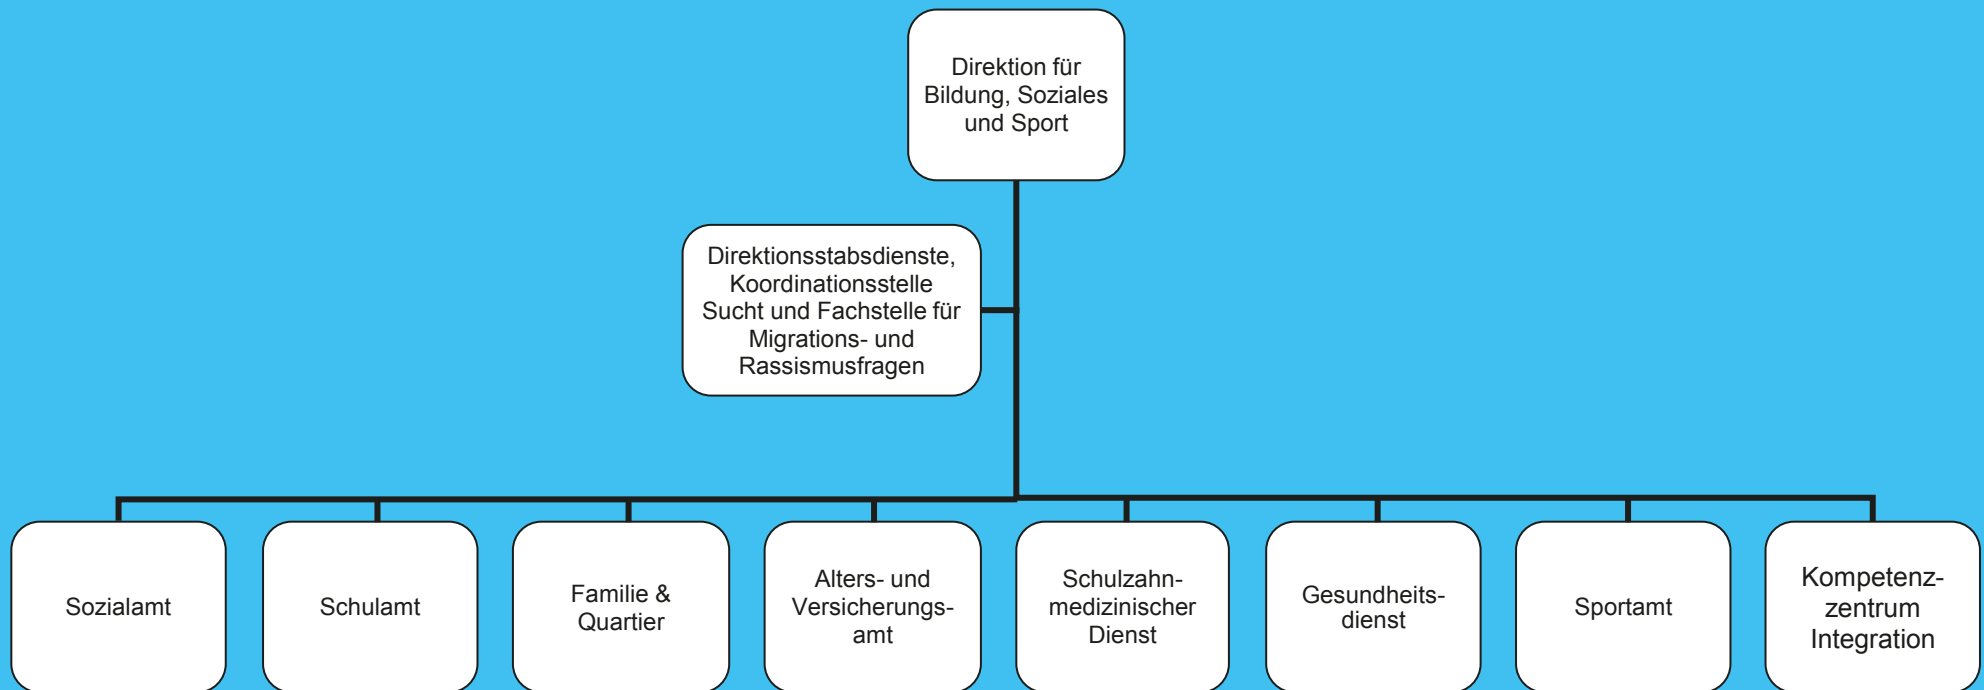 Direktion für
Bildung, Soziales
und Sport
Direktionsstabsdienste,
Koordinationsstelle
Sucht und Fachstelle für
Migrations- und
Rassismusfragen
Sozialamt
Schulamt
Familie &
Quartier
Alters- und
Versicherungs-
amt
Schulzahn-
medizinischer
Dienst
Gesundheits-
dienst
Sportamt
Kompetenz-
zentrum
Integration